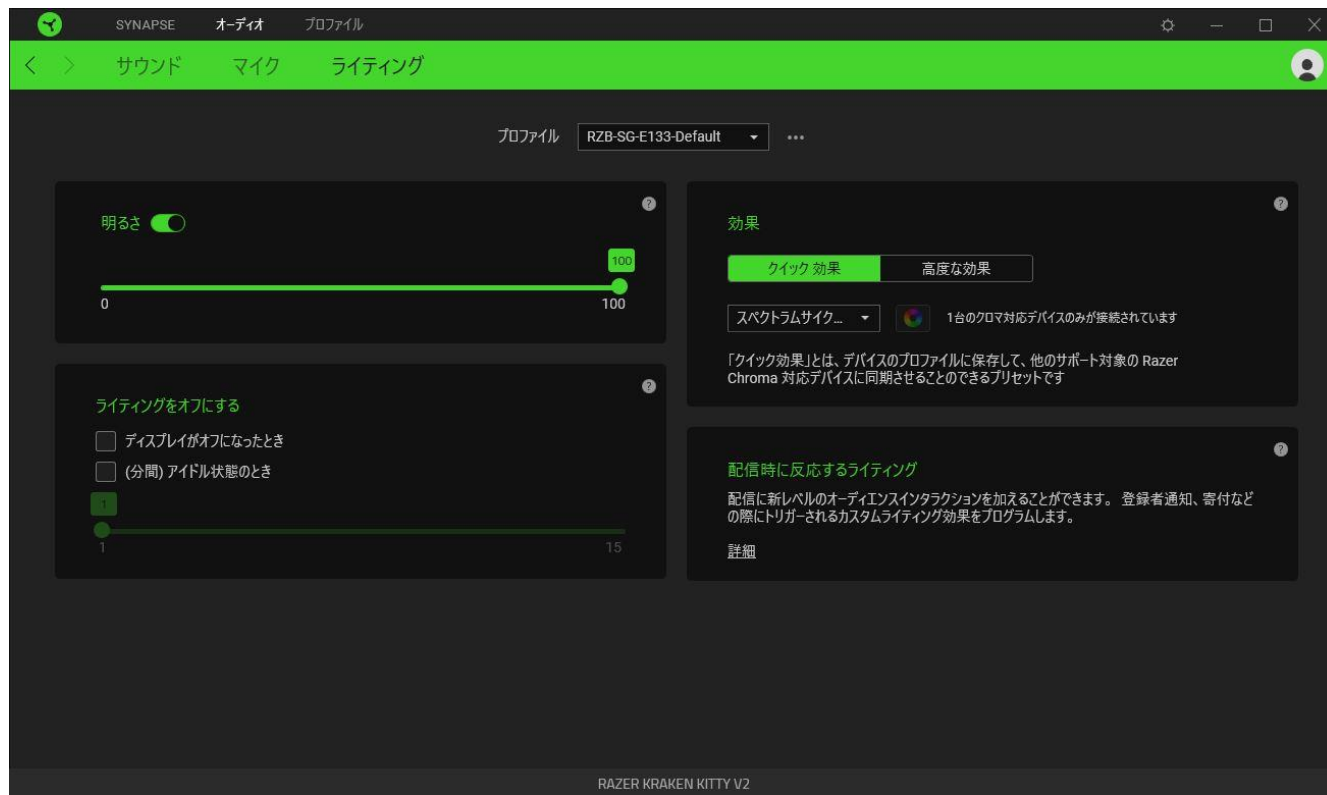 SYNAPSE オーディオ プロファイル
サウンド マイク ライティング
プロファイル RZB-SG-E133-Default
明るさ
100
0 100
ライティングをオフにする
ディスプレイがオフになったとき
(分間) アイドル状態のとき
1
1 15
効果
クイック 効果 高度な効果
スペクトラムサイク... 1台のクロマ対応デバイスのみが接続されています
「クイック効果」とは、デバイスのプロファイルに保存して、他のサポート対象の Razer
Chroma 対応デバイスに同期させることのできるプリセットです
配信時に反応するライティング
配信に新レベルのオーディエンスインタラクションを加えることができます。 登録者通知、寄付など
の際にトリガーされるカスタムライティング効果をプログラムします。
詳細
RAZER KRAKEN KITTY V2